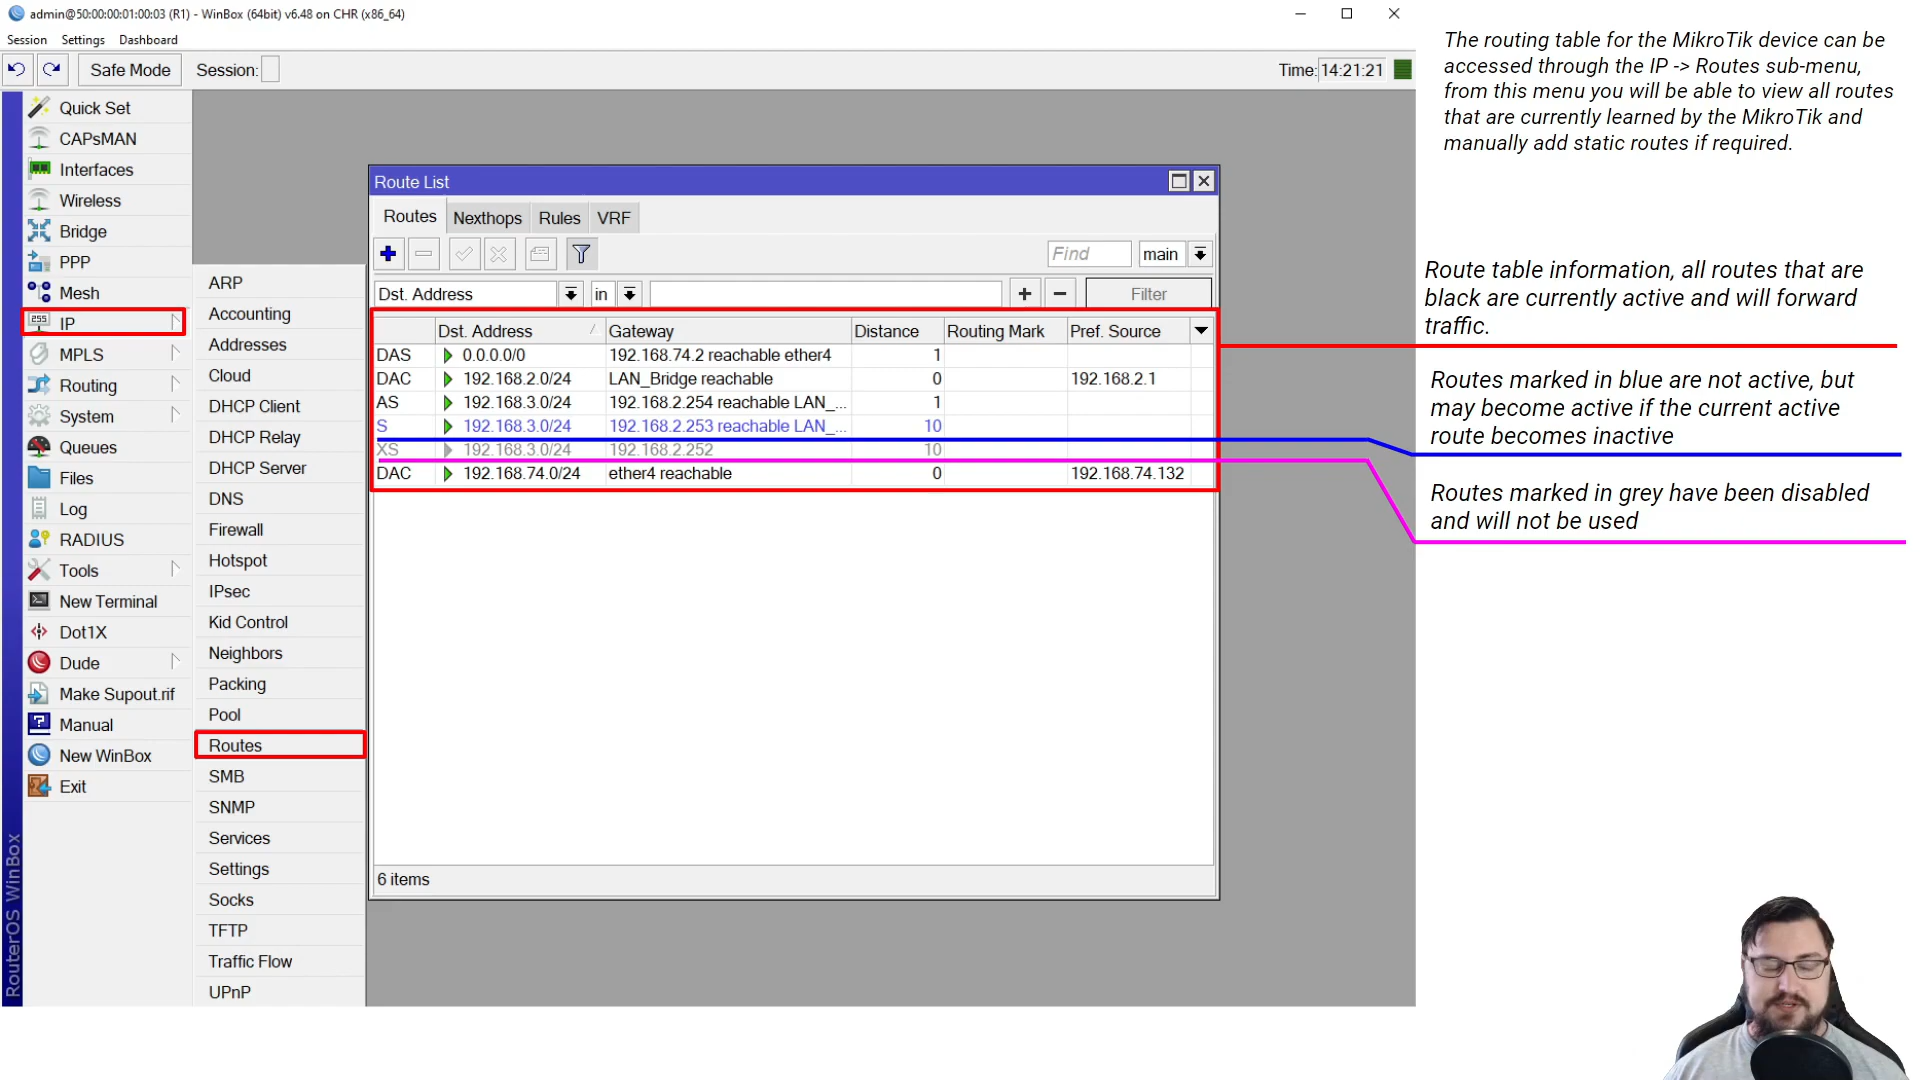 admin@50:00:00:01:00:03 (R1) - WinBox (64bit) v6.48 on CHR (x86_64)
Session Settings Dashboard
Safe Mode Session: Time: 14:21:21
Quick Set
CAPsMAN
Interfaces
Wireless
Bridge
PPP
Mesh
255 IP
MPLS
Routing
System
Queues
Files
Log
RADIUS
Tools
New Terminal
Dot1X
Dude
Make Supout.rif
Manual
New WinBox
Exit
RouterOS WinBox
ARP
Accounting
Addresses
Cloud
DHCP Client
DHCP Relay
DHCP Server
DNS
Firewall
Hotspot
IPsec
Kid Control
Neighbors
Packing
Pool
Routes
SMB
SNMP
Services
Settings
Socks
TFTP
Traffic Flow
UPnP
Route List
Routes Nexthops Rules VRF
Find main
Dst. Address in Filter
Dst. Address Gateway Distance Routing Mark Pref. Source
DAS 0.0.0.0/0 192.168.74.2 reachable ether4 1
DAC 192.168.2.0/24 LAN_Bridge reachable 0 192.168.2.1
AS 192.168.3.0/24 192.168.2.254 reachable LAN_... 1
S 192.168.3.0/24 192.168.2.253 reachable LAN_... 10
XS 192.168.3.0/24 192.168.2.252 10
DAC 192.168.74.0/24 ether4 reachable 0 192.168.74.132
6 items
The routing table for the MikroTik device can be
accessed through the IP -> Routes sub-menu,
from this menu you will be able to view all routes
that are currently learned by the MikroTik and
manually add static routes if required.
Route table information, all routes that are
black are currently active and will forward
traffic.
Routes marked in blue are not active, but
may become active if the current active
route becomes inactive
Routes marked in grey have been disabled
and will not be used